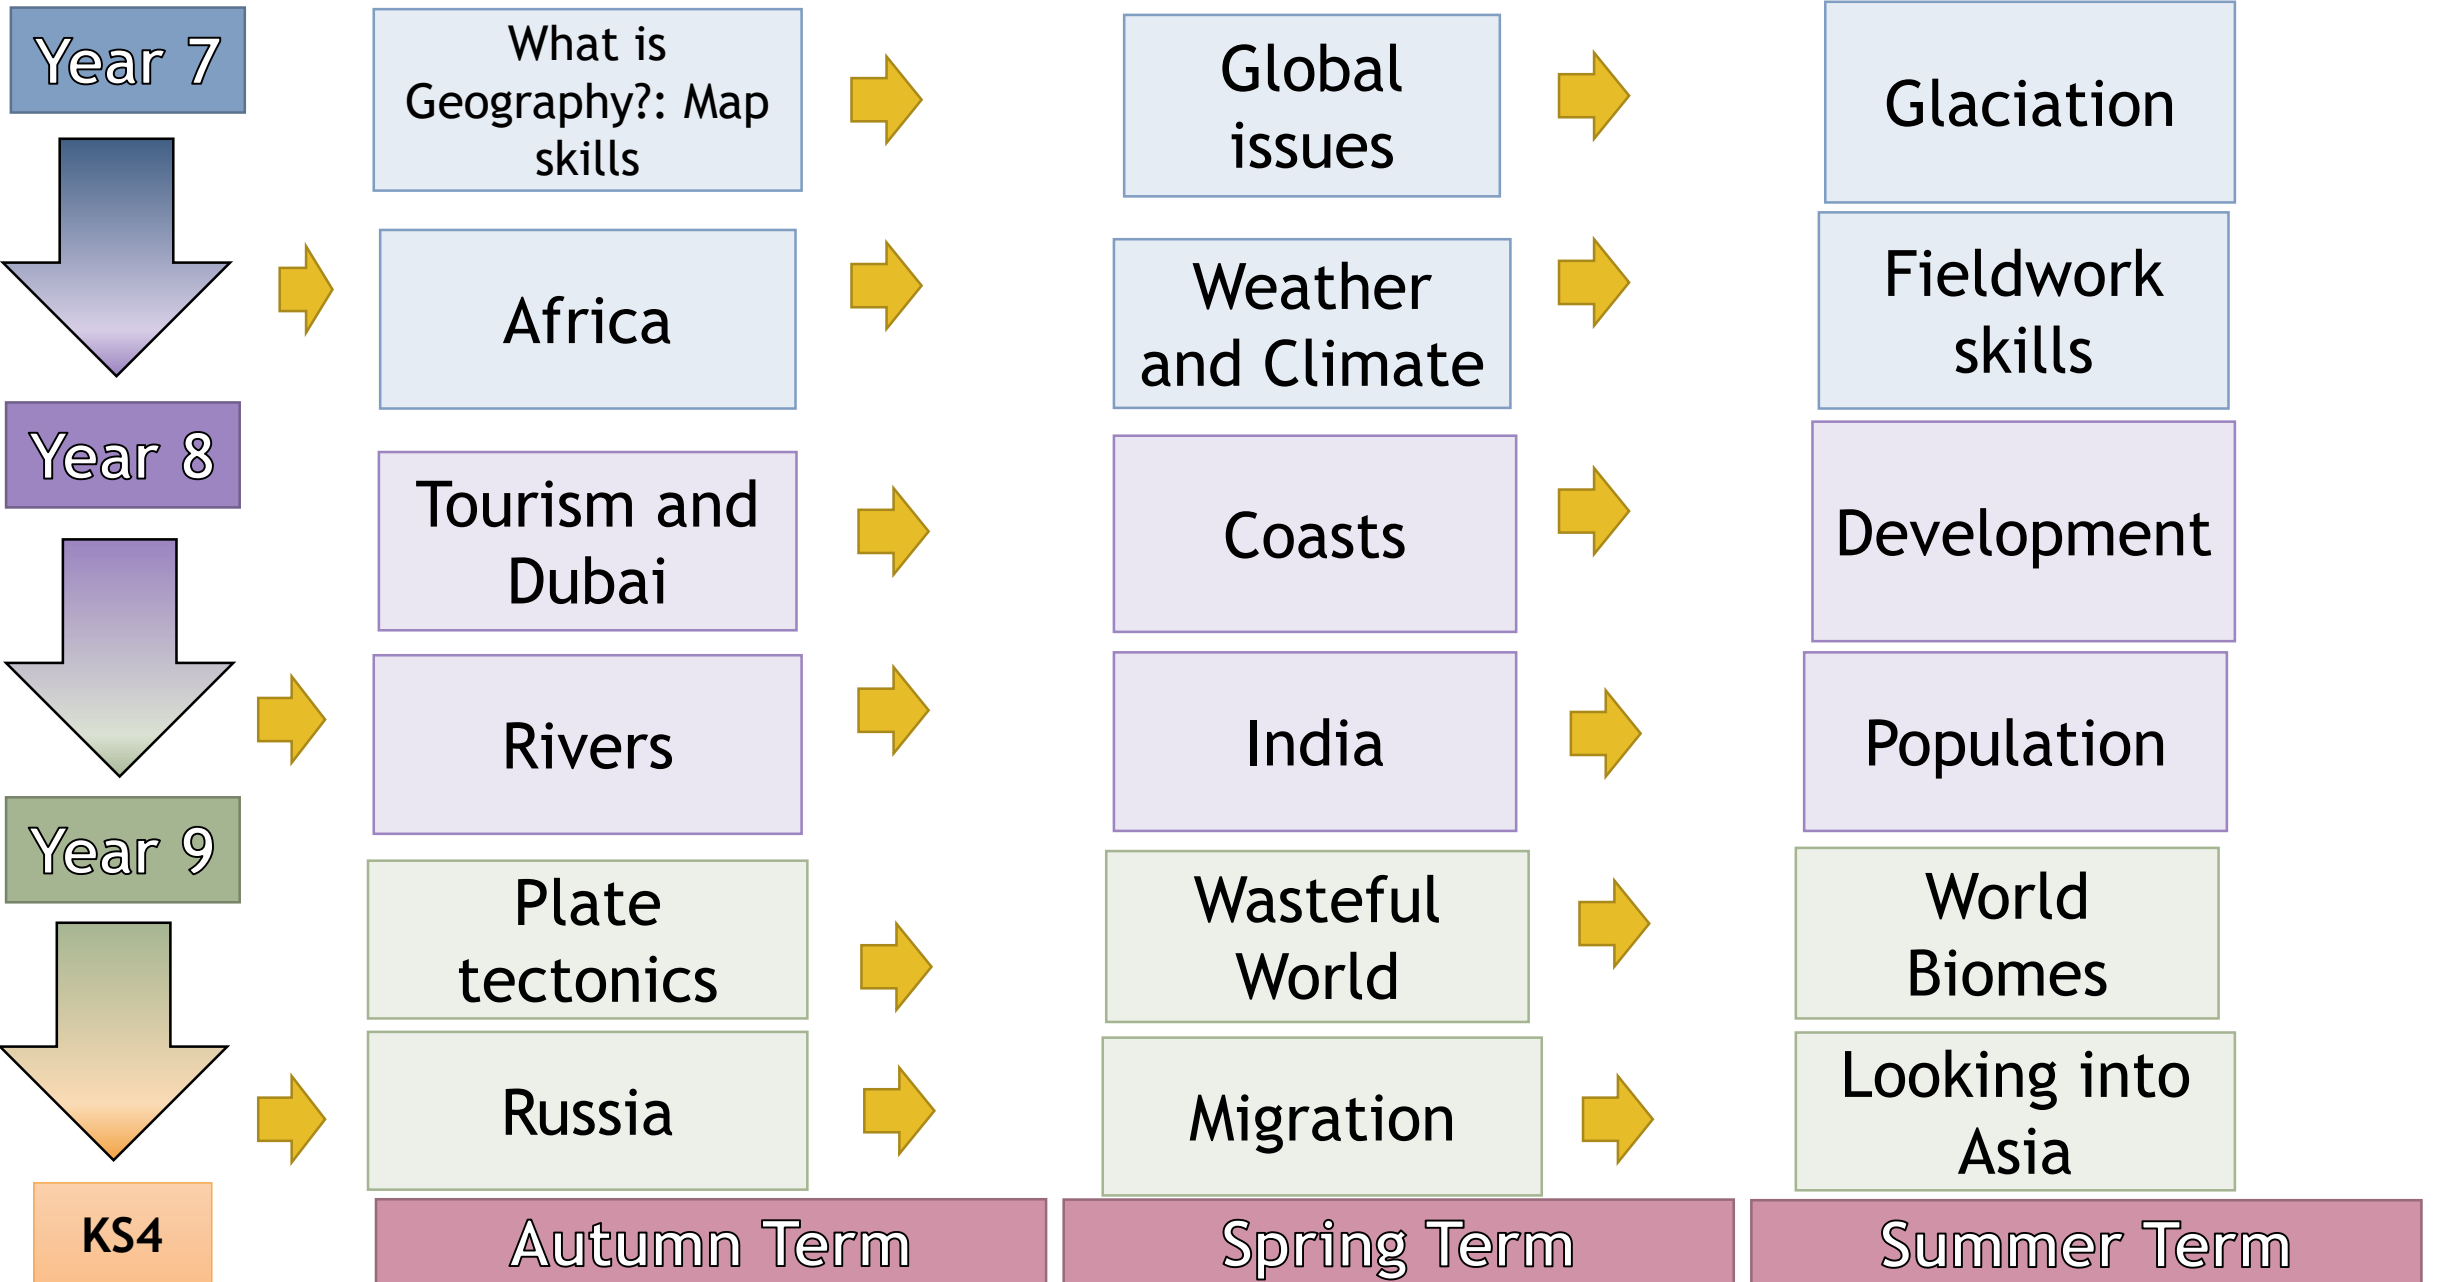 Year 7
What is
Geography?: Map
skills
Global
issues
Glaciation
Africa
Weather
and Climate
Fieldwork
skills
Year 8
Tourism and
Dubai
Coasts
Development
Rivers
India
Population
Year 9
Plate
tectonics
Wasteful
World
World
Biomes
Russia
Migration
Looking into
Asia
KS4
Autumn Term
Spring Term
Summer Term